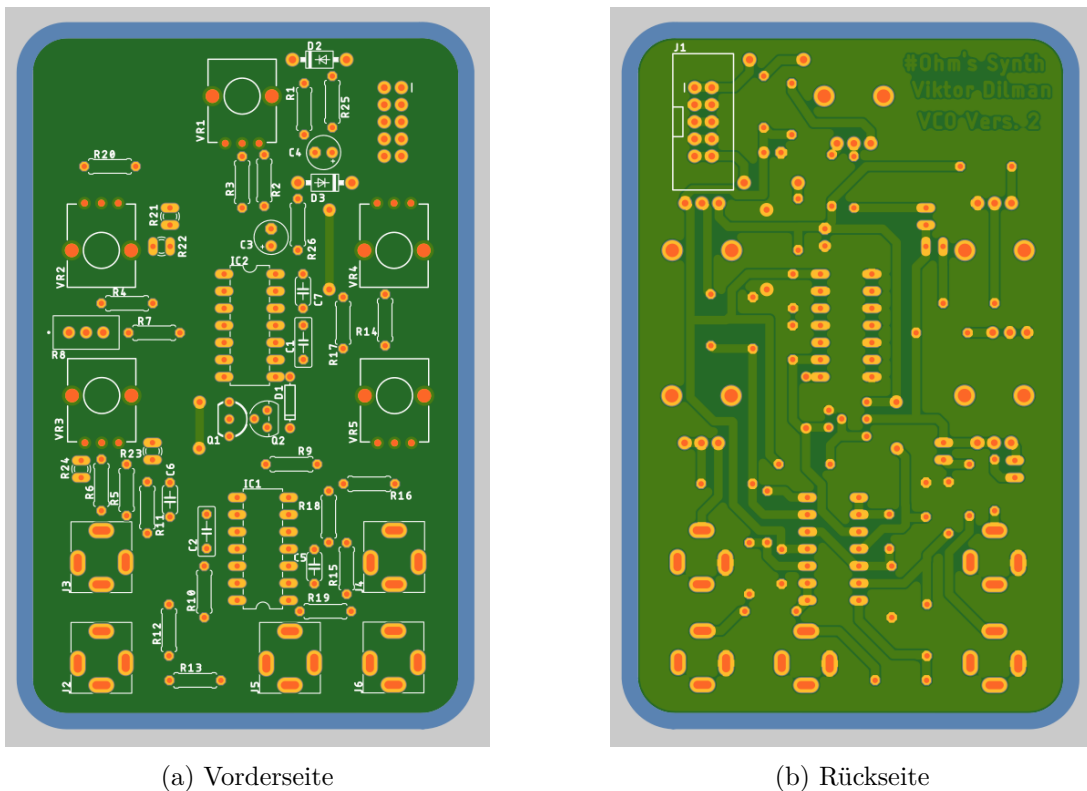 D2
R1
R25
VR1
C4
R20
R3
R2
D3
R21
R22
C3
R26
VR2
IC2
VR4
R4
C7
R7
R8
C1
R17
R14
D1
VR3
Q1
Q2
VR5
R24
R23
R9
R6
R5
C6
IC1
R16
R11
R18
C2
J3
C5
R15
J4
R10
R19
R12
R13
J2
J5
J6
(a) Vorderseite
J1
#Ohm's Synth
Viktor Dilman
VCO Vers. 2
(b) Rückseite